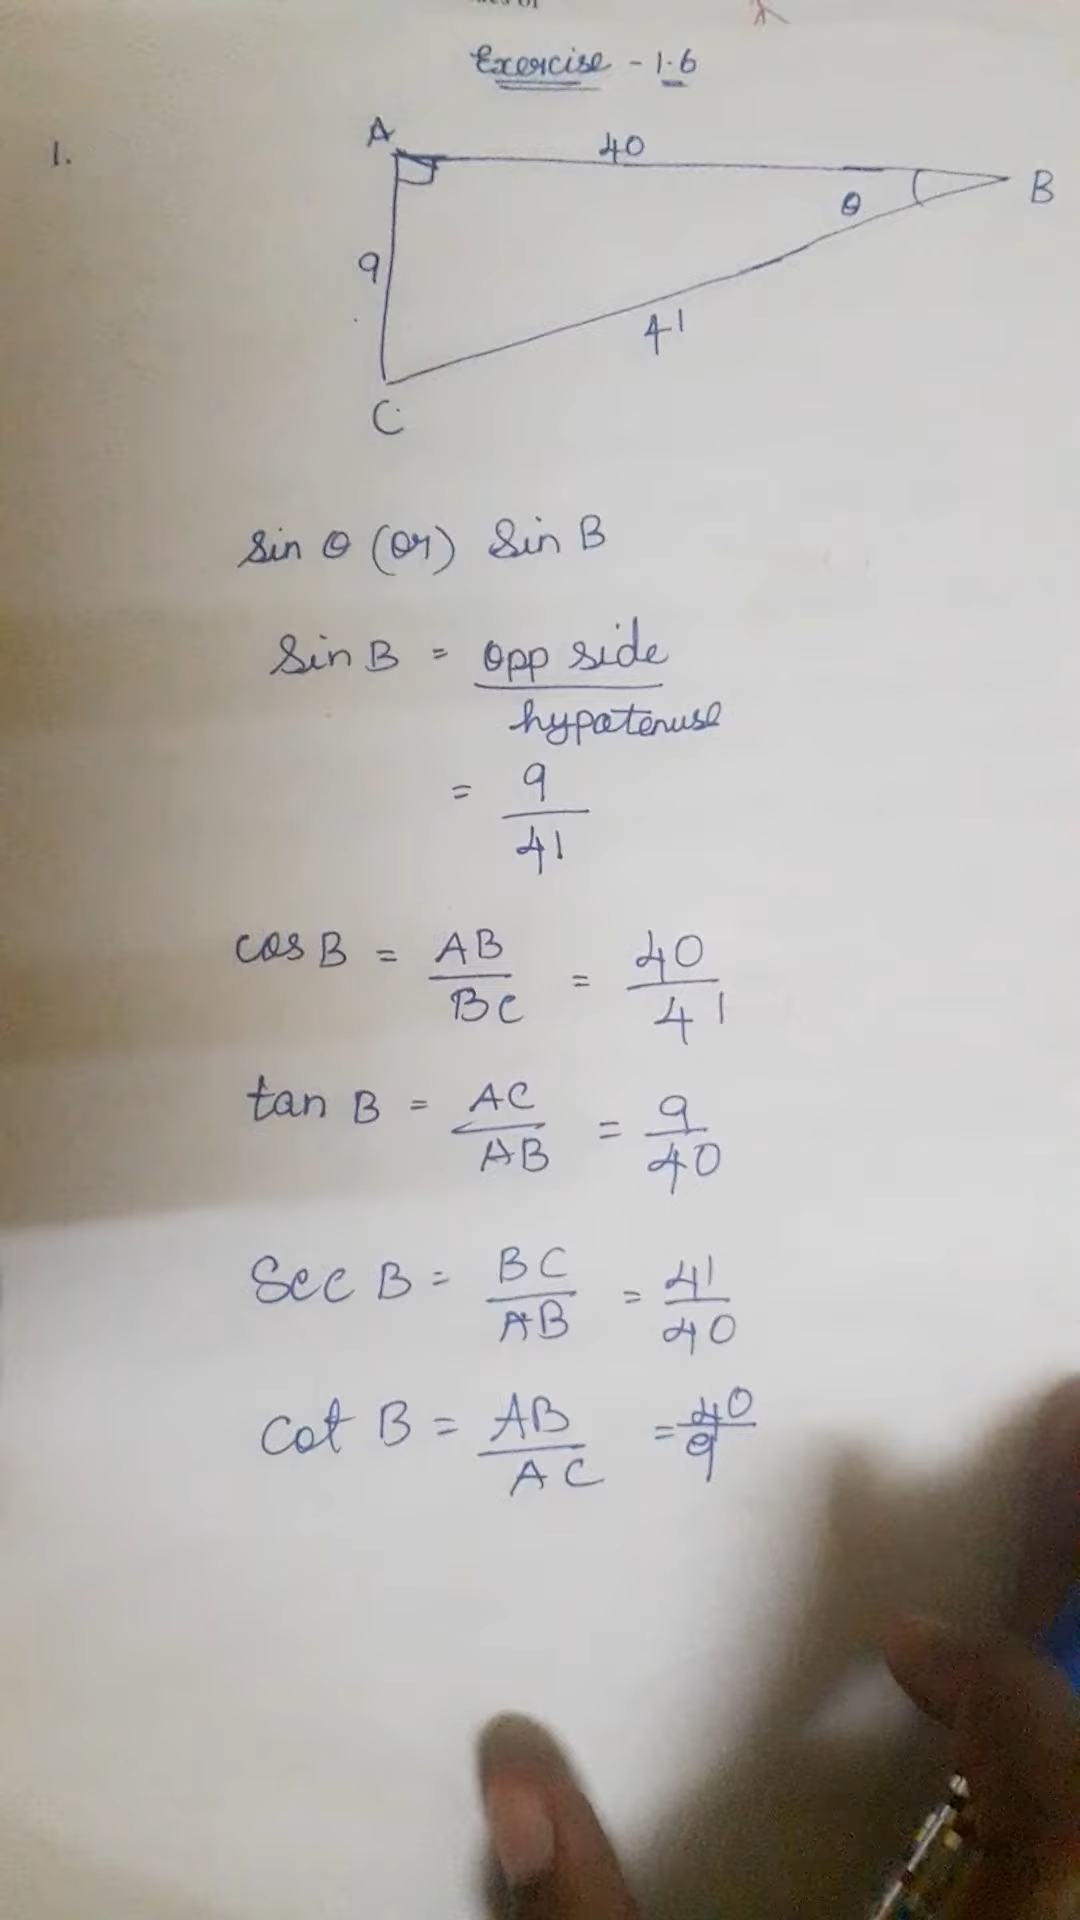 Exercise - 1.6
1.
A
40
B
θ
9
41
C
Sin θ (or) Sin B
Sin B = opp side
hypotenuse
= 9
41
cos B = AB = 40
BC 41
tan B = AC = 9
AB 40
Sec B = BC = 41
AB 40
Cot B = AB = 40
AC 9